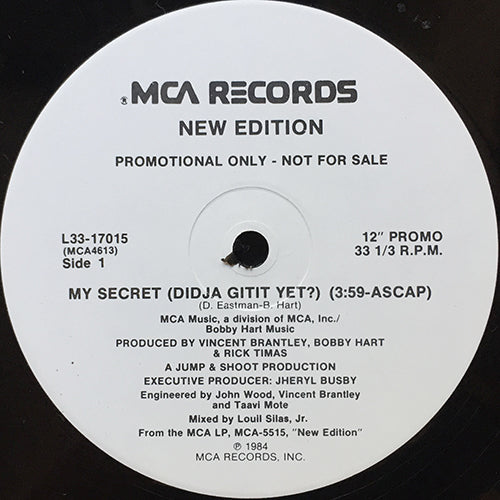 ® MCA RECORDS
NEW EDITION
PROMOTIONAL ONLY - NOT FOR SALE
L33-17015
(MCA4613)
Side 1
12" PROMO
33 1/3 R.P.M.
MY SECRET (DIDJA GITIT YET?) (3:59-ASCAP)
(D. Eastman-B. Hart)
MCA Music, a division of MCA, Inc./
Bobby Hart Music
PRODUCED BY VINCENT BRANTLEY, BOBBY HART
& RICK TIMAS
A JUMP & SHOOT PRODUCTION
EXECUTIVE PRODUCER: JHERYL BUSBY
Engineered by John Wood, Vincent Brantley
and Taavi Mote
Mixed by Louil Silas, Jr.
From the MCA LP, MCA-5515, "New Edition"
℗ 1984
MCA RECORDS, INC.